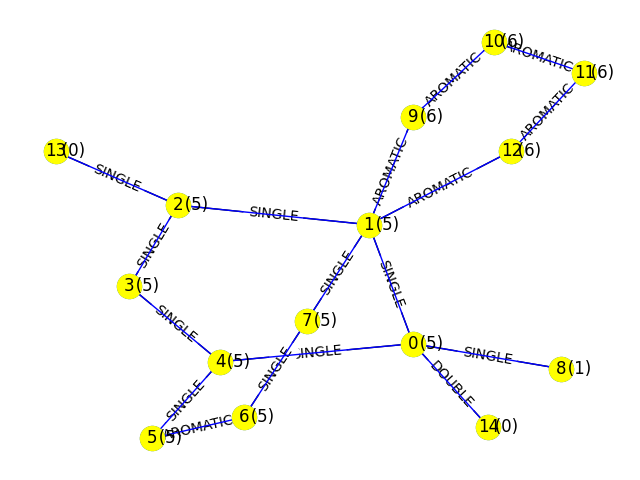 10(6)
AROMATIC
11(6)
AROMATIC
AROMATIC
9(6)
12(6)
13(0)
SINGLE
AROMATIC
AROMATIC
2(5)
SINGLE
1(5)
SINGLE
SINGLE
SINGLE
3(5)
SINGLE
7(5)
4(5)
SINGLE
0(5)
SINGLE
8(1)
SINGLE
SINGLE
DOUBLE
6(5)
14(0)
5(5)
AROMATIC